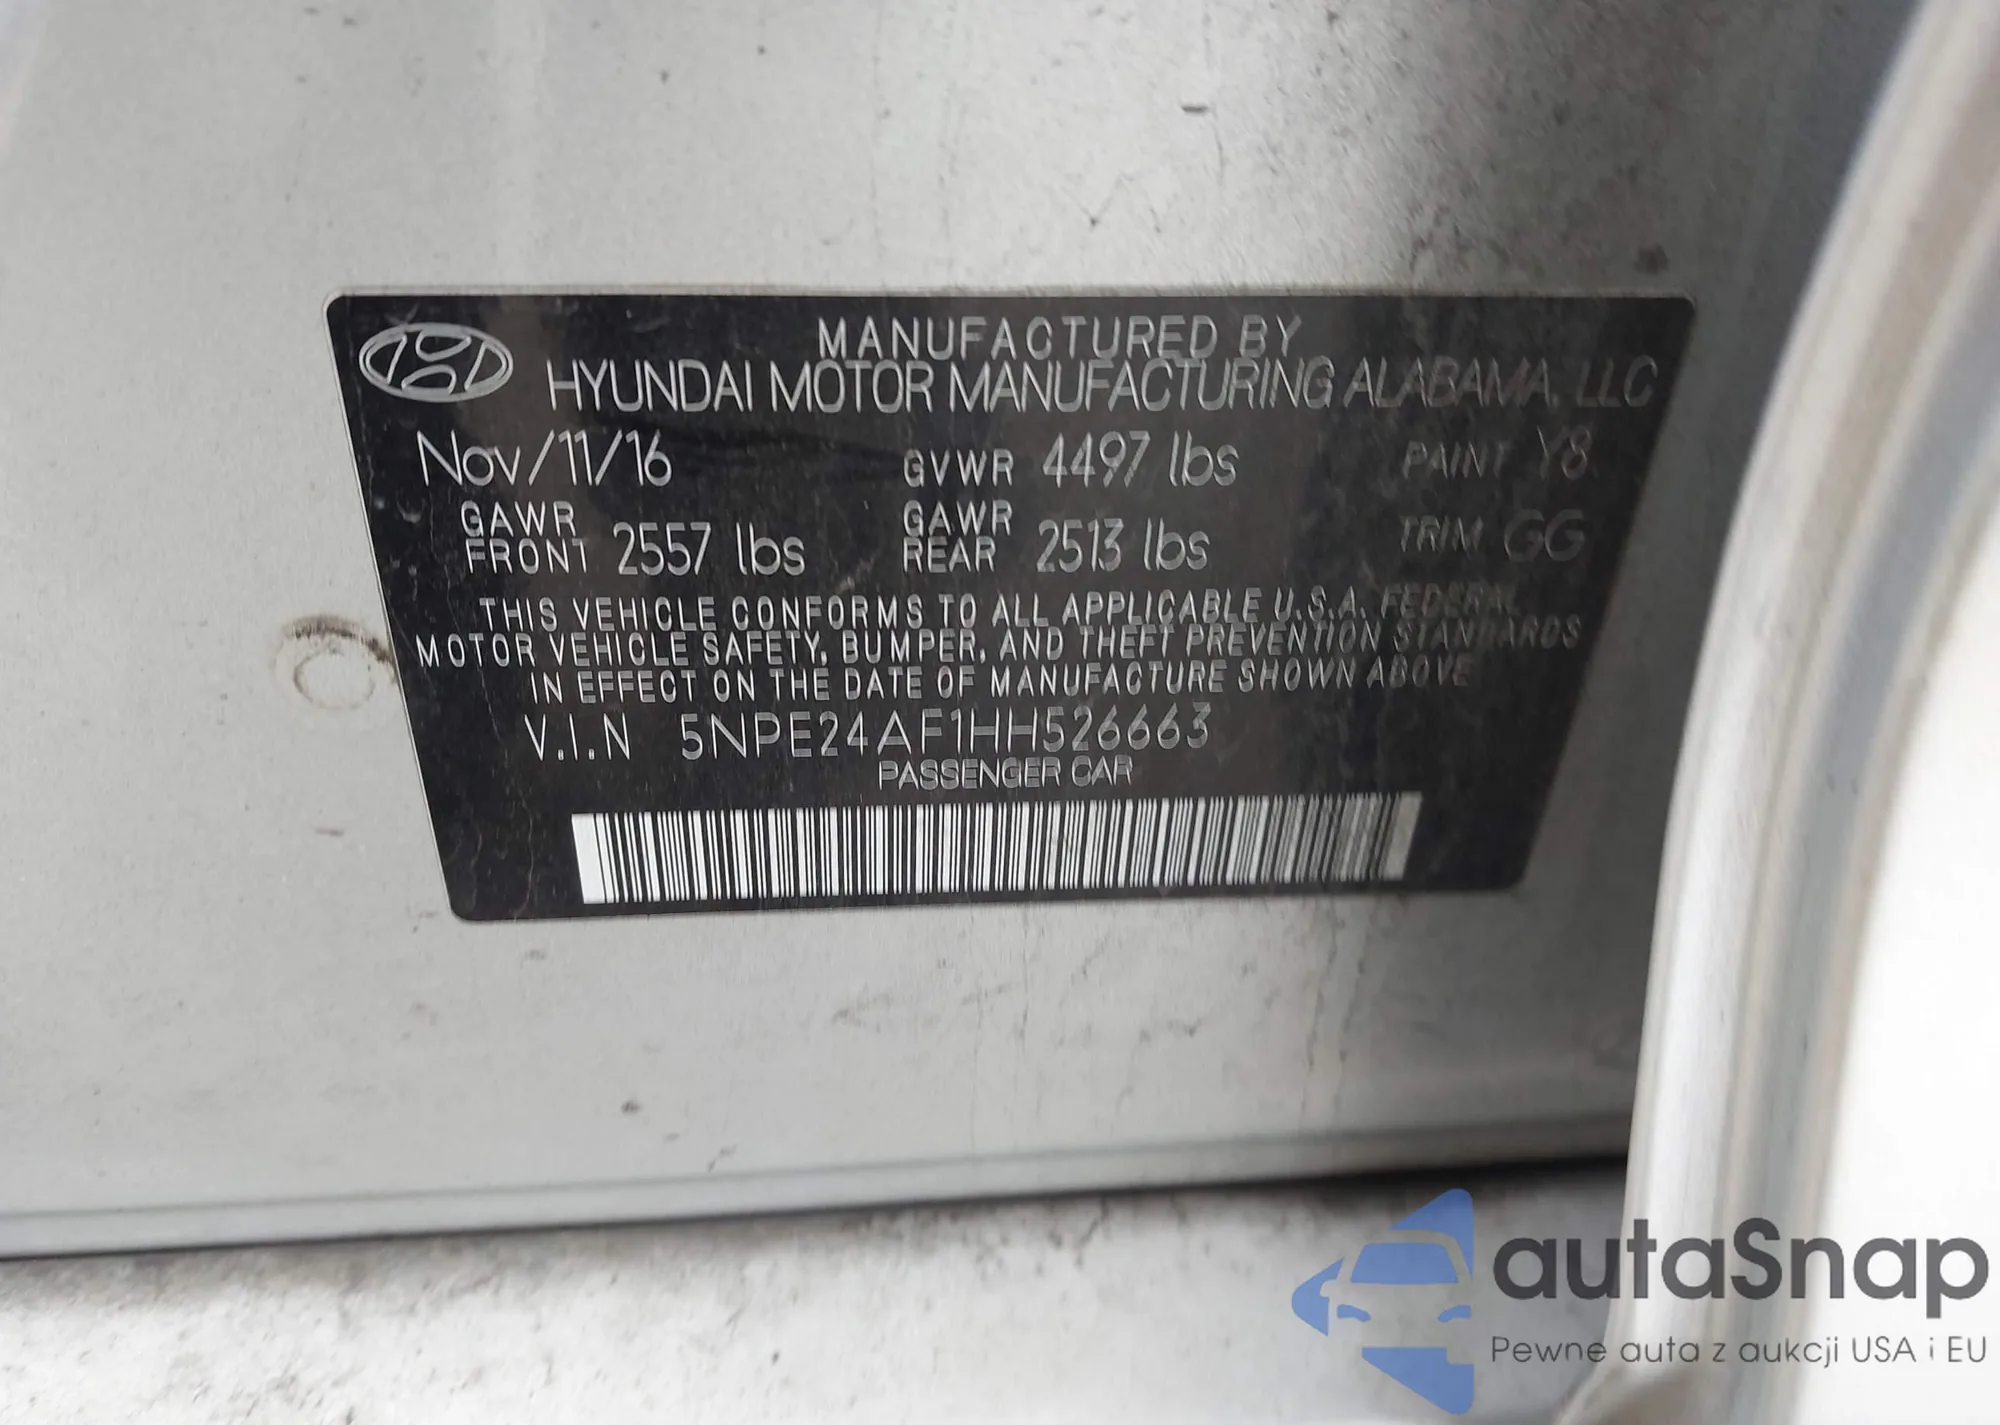 MANUFACTURED BY
HYUNDAI MOTOR MANUFACTURING ALABAMA, LLC
Nov/11/16 GVWR 4497 lbs PAINT Y8
GAWR FRONT 2557 lbs GAWR REAR 2513 lbs TRIM GG
THIS VEHICLE CONFORMS TO ALL APPLICABLE U.S.A. FEDERAL
MOTOR VEHICLE SAFETY, BUMPER, AND THEFT PREVENTION STANDARDS
IN EFFECT ON THE DATE OF MANUFACTURE SHOWN ABOVE
V.I.N 5NPE24AF1HH526663
PASSENGER CAR
autaSnap
Pewne auta z aukcji USA i EU